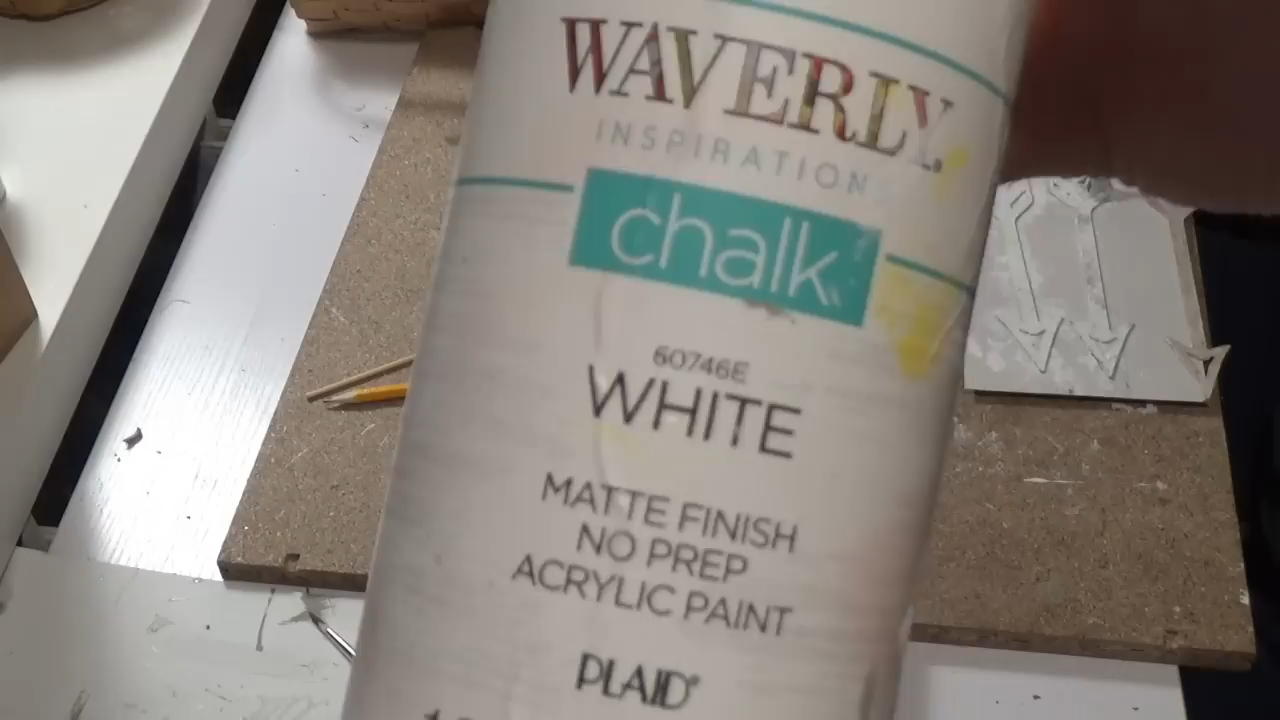 WAVERLY
INSPIRATION
chalk
60746E
WHITE
MATTE FINISH
NO PREP
ACRYLIC PAINT
PLAID®